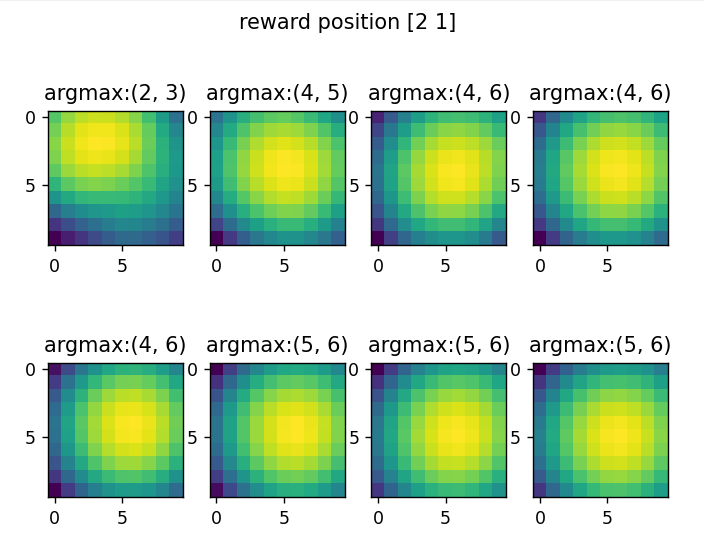 reward position [2 1]
argmax:(2, 3) argmax:(4, 5) argmax:(4, 6) argmax:(4, 6)
0 0 0 0
5 5 5 5
0 5 0 5 0 5 0 5
argmax:(4, 6) argmax:(5, 6) argmax:(5, 6) argmax:(5, 6)
0 0 0 0
5 5 5 5
0 5 0 5 0 5 0 5